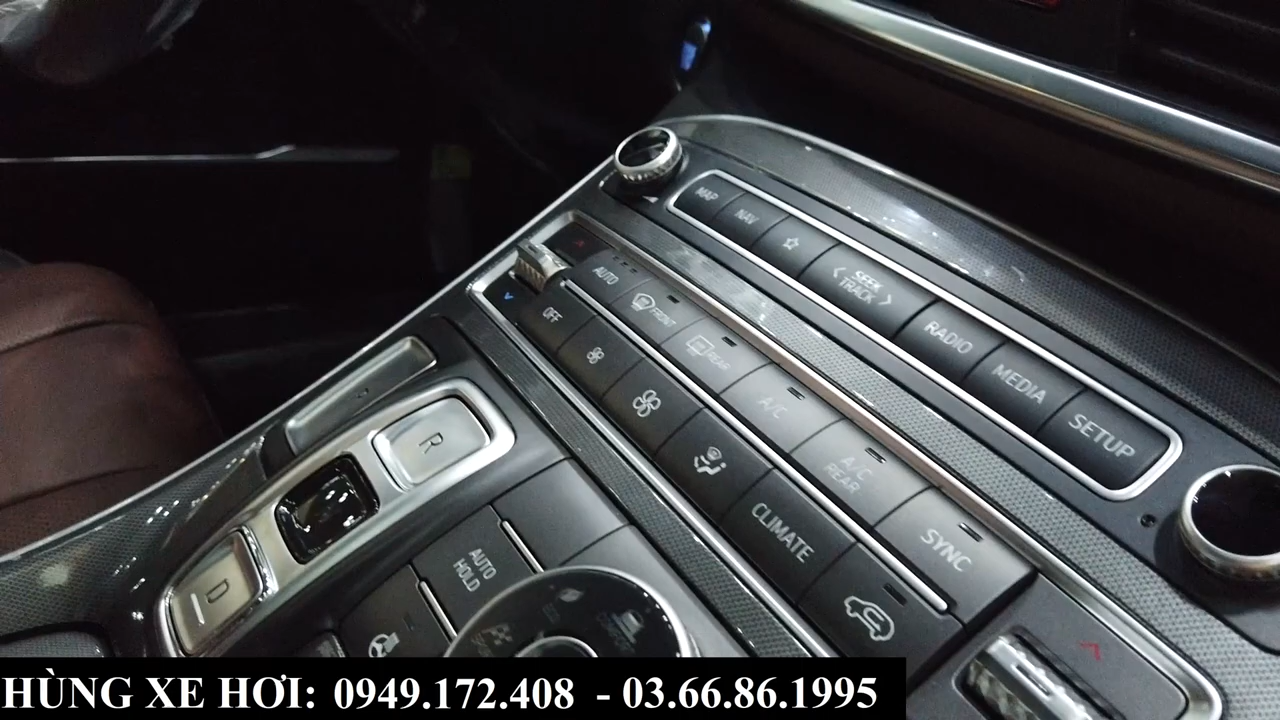 MAP NAV
SEEK
TRACK
RADIO MEDIA SETUP
AUTO FRONT REAR A/C A/C
REAR
SYNC
OFF CLIMATE
R
D
AUTO
HOLD
HÙNG XE HƠI: 0949.172.408 - 03.66.86.1995